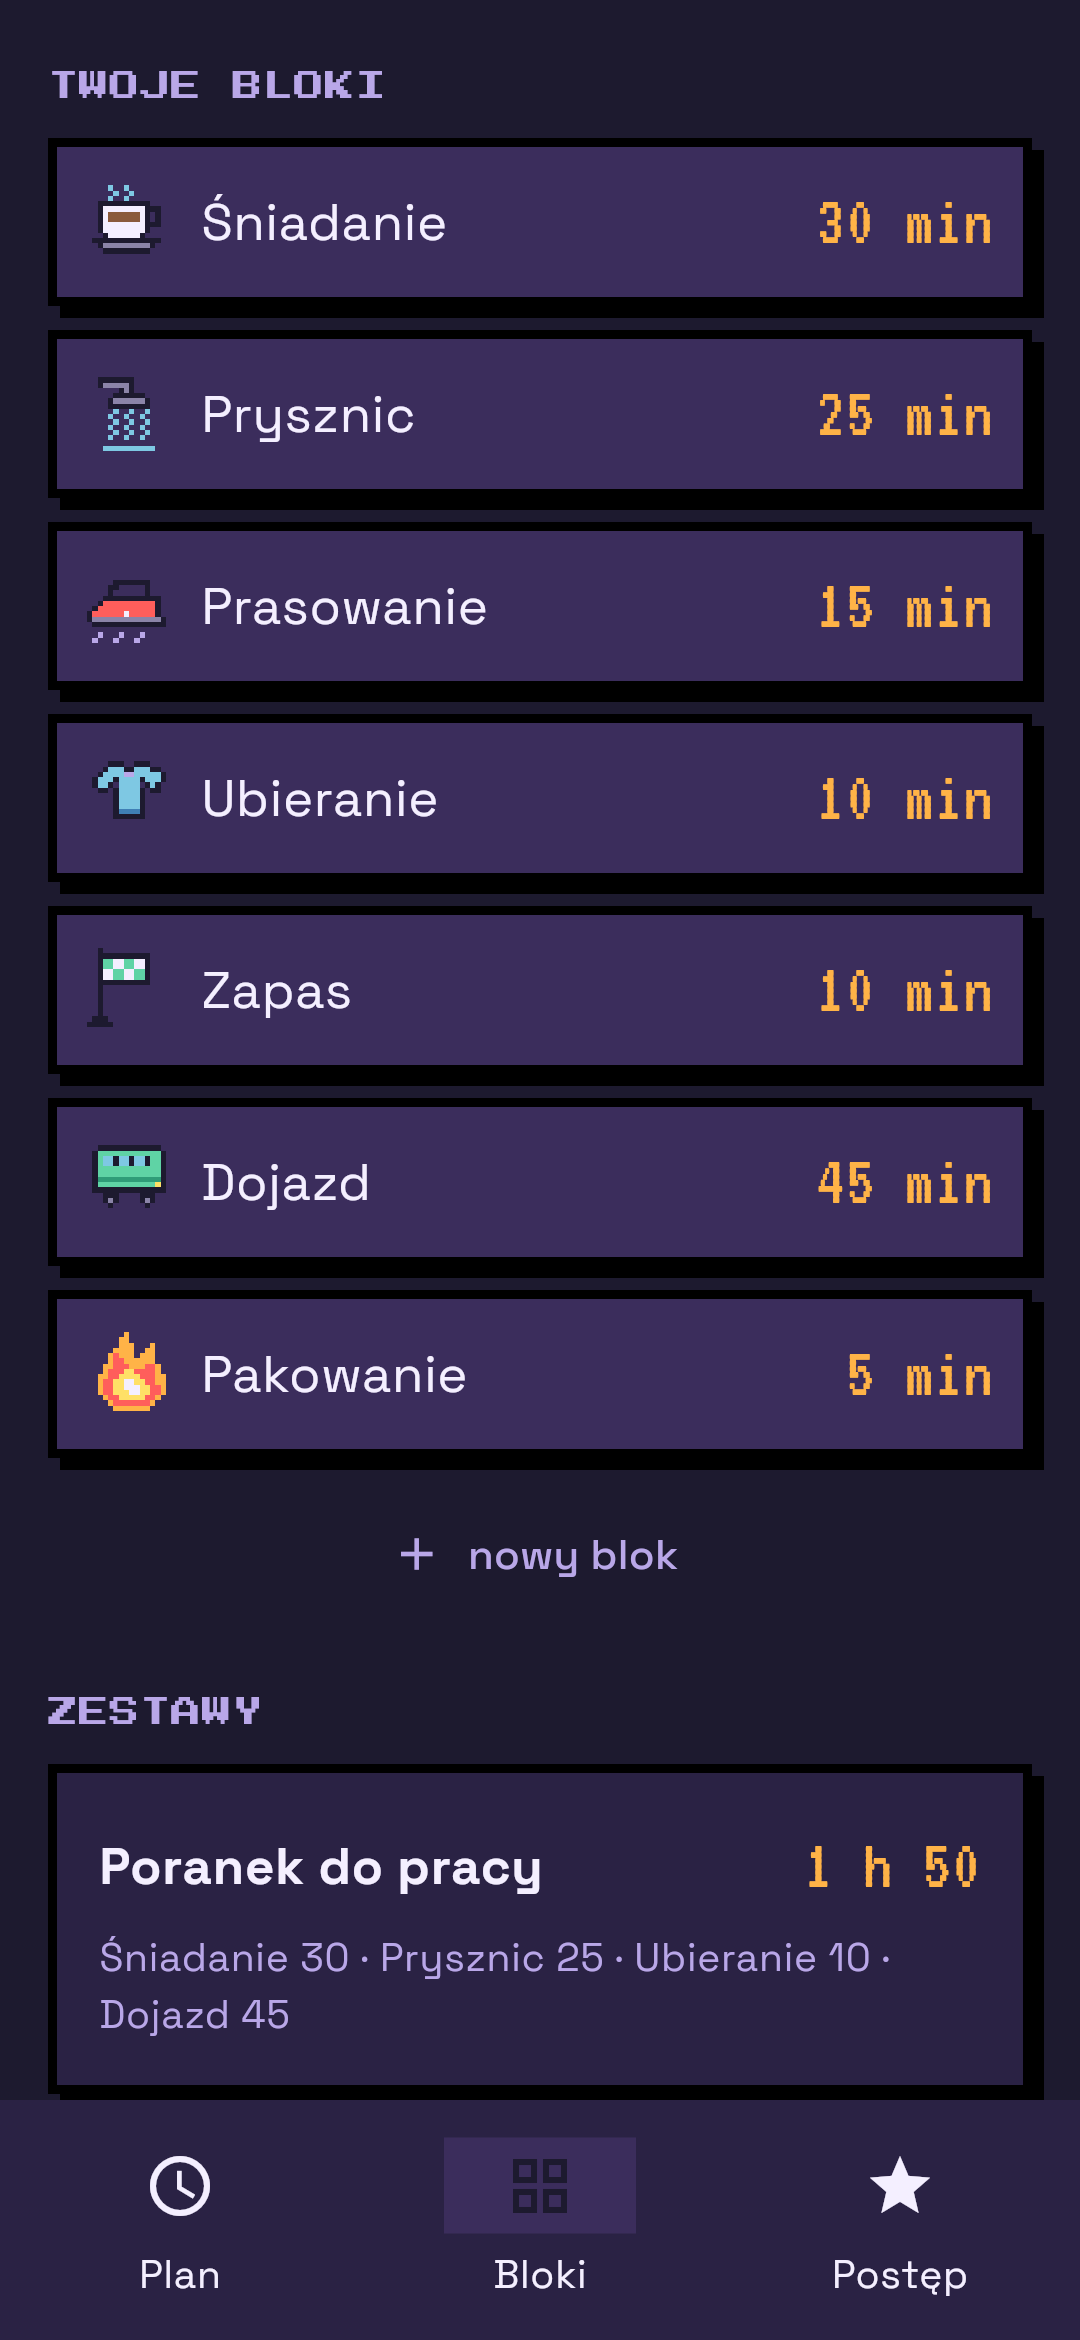 TWOJE BLOKI
Śniadanie 30 min
Prysznic 25 min
Prasowanie 15 min
Ubieranie 10 min
Zapas 10 min
Dojazd 45 min
Pakowanie 5 min
+ nowy blok
ZESTAWY
Poranek do pracy 1 h 50
Śniadanie 30 · Prysznic 25 · Ubieranie 10 ·
Dojazd 45
Plan Bloki Postęp